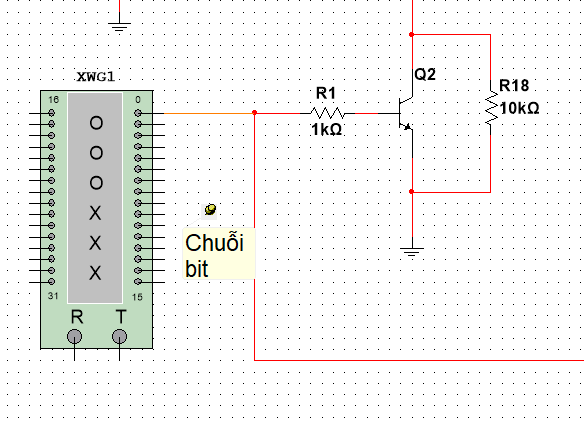 XWG1
16 0
O
O
O
X
X
X
31 15
R T
Chuỗi
bit
R1
1kΩ
Q2
R18
10kΩ